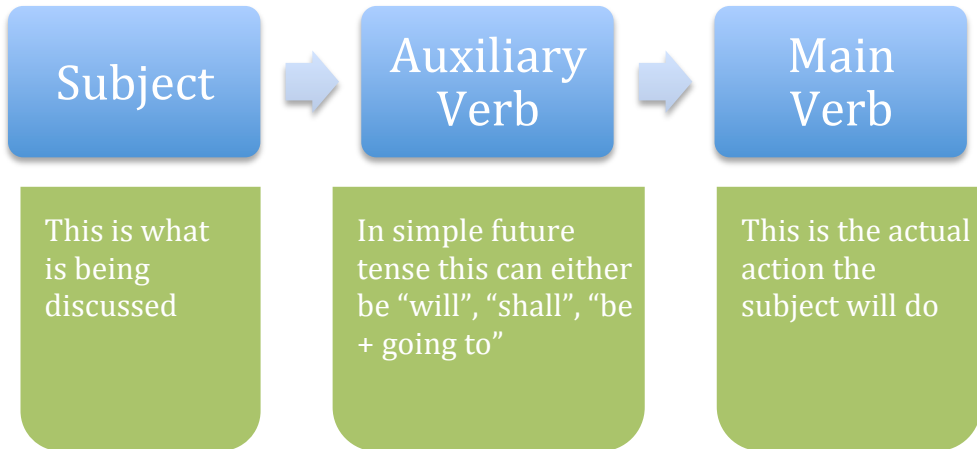 Subject
Auxiliary
Verb
Main
Verb
This is what
is being
discussed
In simple future
tense this can either
be “will”, “shall”, “be
+ going to”
This is the actual
action the
subject will do